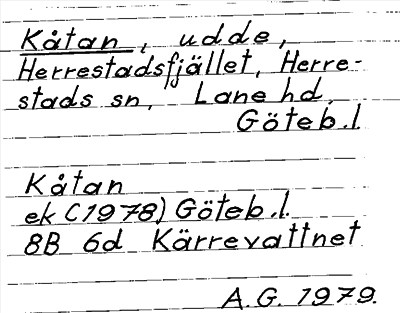 Kåtan, udde,
Herrestadsfjället, Herre-
stads sn, Lane hd,
Göteb.l.
Kåtan
ek (1978) Göteb.l.
8B 6d Kärrevattnet
A.G. 1979.